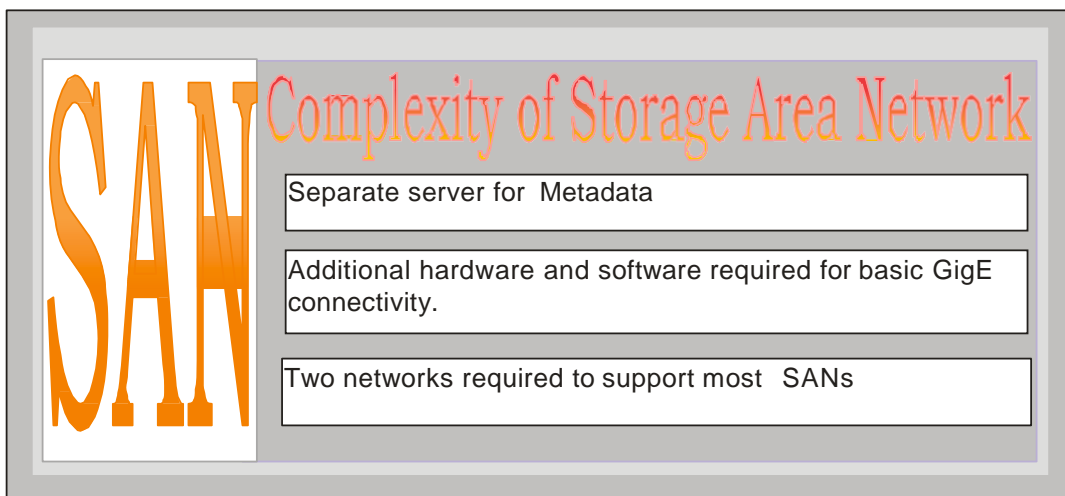 SAN
Complexity of Storage Area Network
Separate server for Metadata
Additional hardware and software required for basic GigE
connectivity.
Two networks required to support most SANs